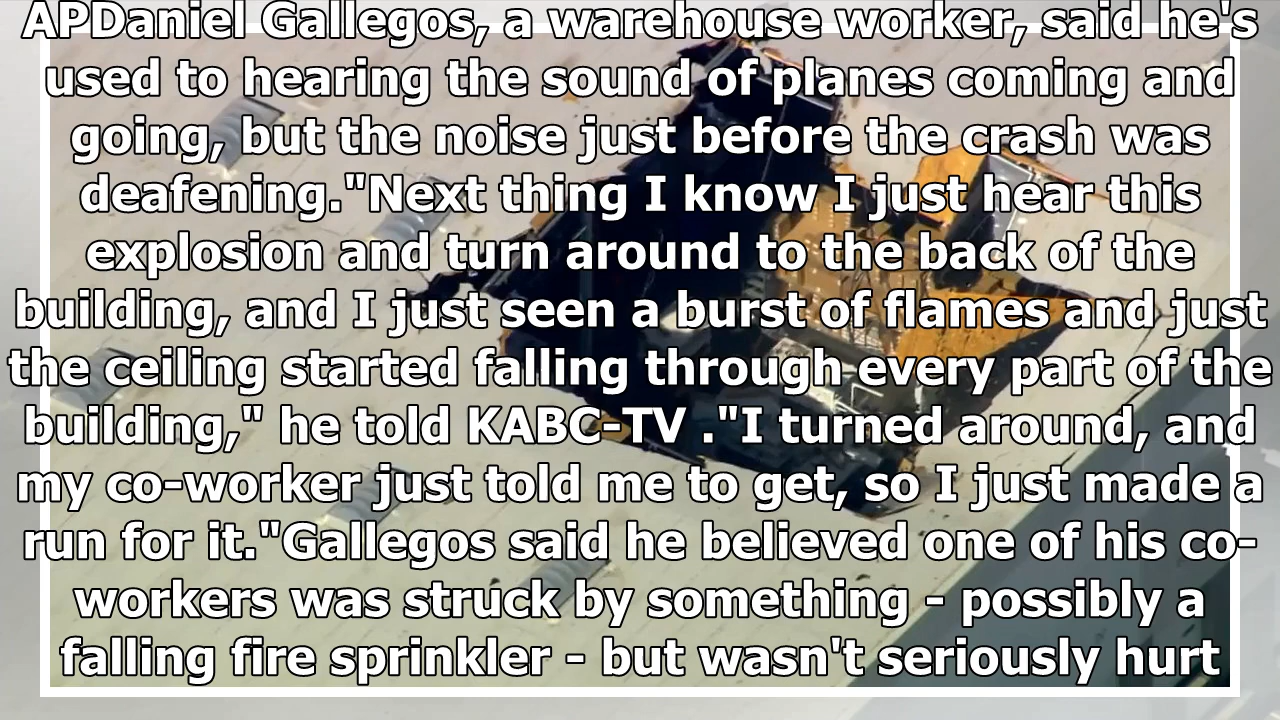 APDaniel Gallegos, a warehouse worker, said he's
used to hearing the sound of planes coming and
going, but the noise just before the crash was
deafening."Next thing I know I just hear this
explosion and turn around to the back of the
building, and I just seen a burst of flames and just
the ceiling started falling through every part of the
building," he told KABC-TV ."I turned around, and
my co-worker just told me to get, so I just made a
run for it."Gallegos said he believed one of his co-
workers was struck by something - possibly a
falling fire sprinkler - but wasn't seriously hurt